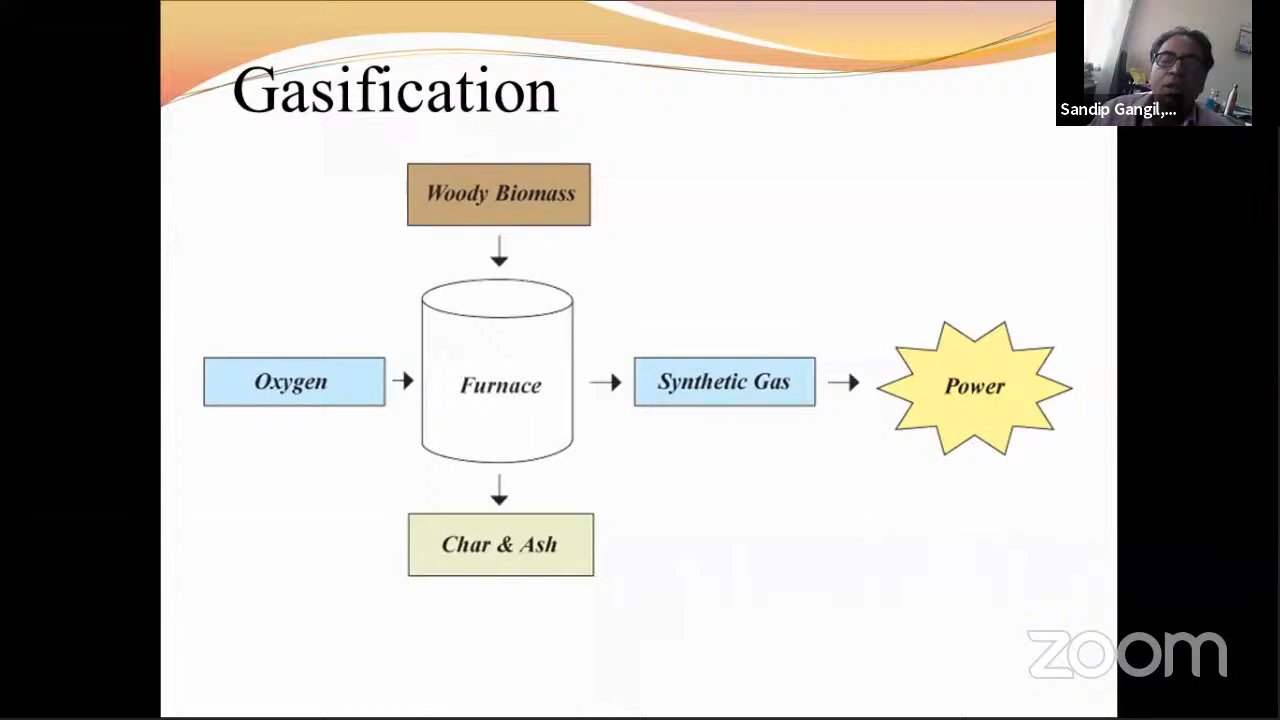 Gasification
Sandip Gangil,...
Woody Biomass
Oxygen
Furnace
Synthetic Gas
Power
Char & Ash
zoom